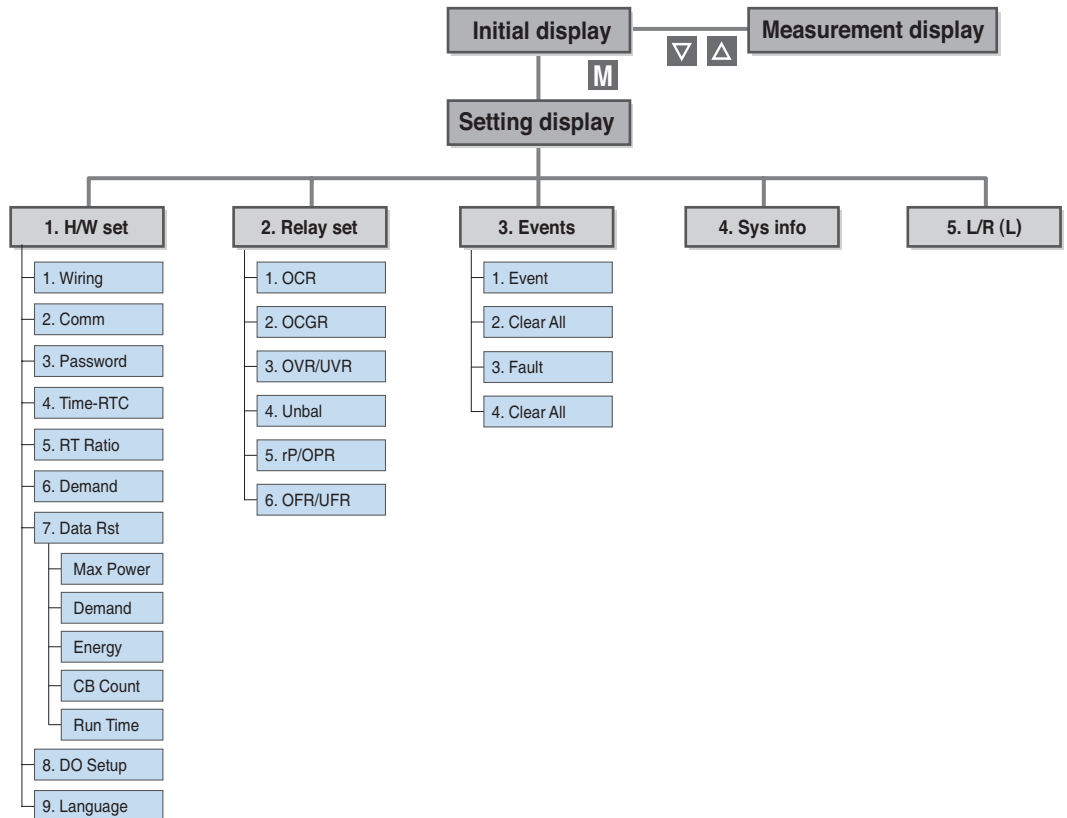 Initial display
Measurement display
▽ △
M
Setting display
1. H/W set
2. Relay set
3. Events
4. Sys info
5. L/R (L)
1. Wiring
2. Comm
3. Password
4. Time-RTC
5. RT Ratio
6. Demand
7. Data Rst
Max Power
Demand
Energy
CB Count
Run Time
8. DO Setup
9. Language
1. OCR
2. OCGR
3. OVR/UVR
4. Unbal
5. rP/OPR
6. OFR/UFR
1. Event
2. Clear All
3. Fault
4. Clear All